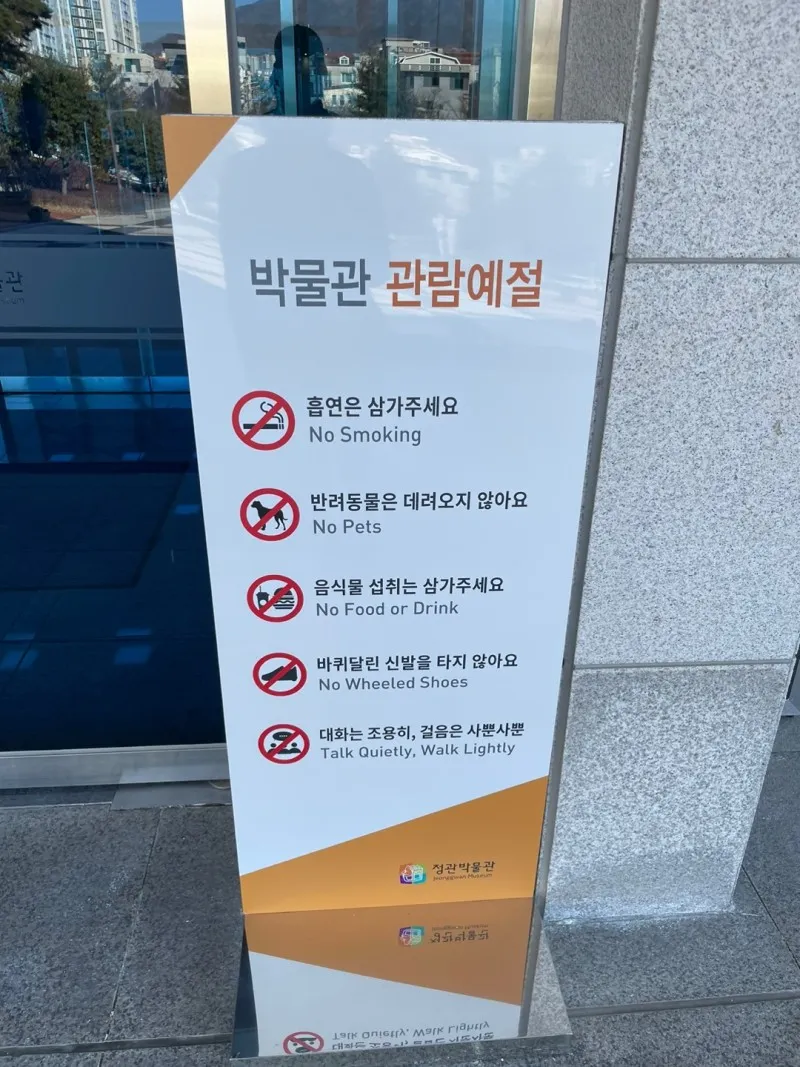 박물관 관람예절
흡연은 삼가주세요
No Smoking
반려동물은 데려오지 않아요
No Pets
음식물 섭취는 삼가주세요
No Food or Drink
바퀴달린 신발을 타지 않아요
No Wheeled Shoes
대화는 조용히, 걸음은 사뿐사뿐
Talk Quietly, Walk Lightly
정관박물관
Jeonggwan Museum